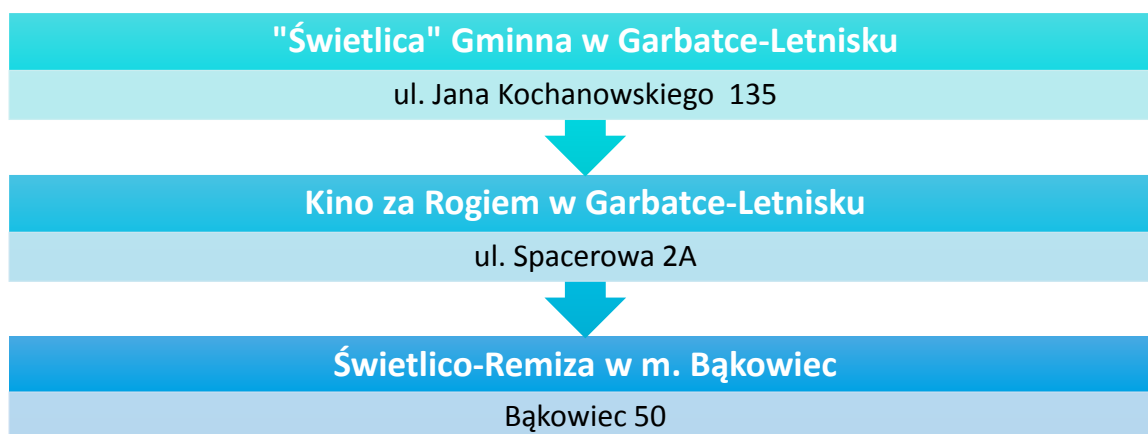 "Świetlica" Gminna w Garbatce-Letnisku
ul. Jana Kochanowskiego 135
Kino za Rogiem w Garbatce-Letnisku
ul. Spacerowa 2A
Świetlico-Remiza w m. Bąkowiec
Bąkowiec 50